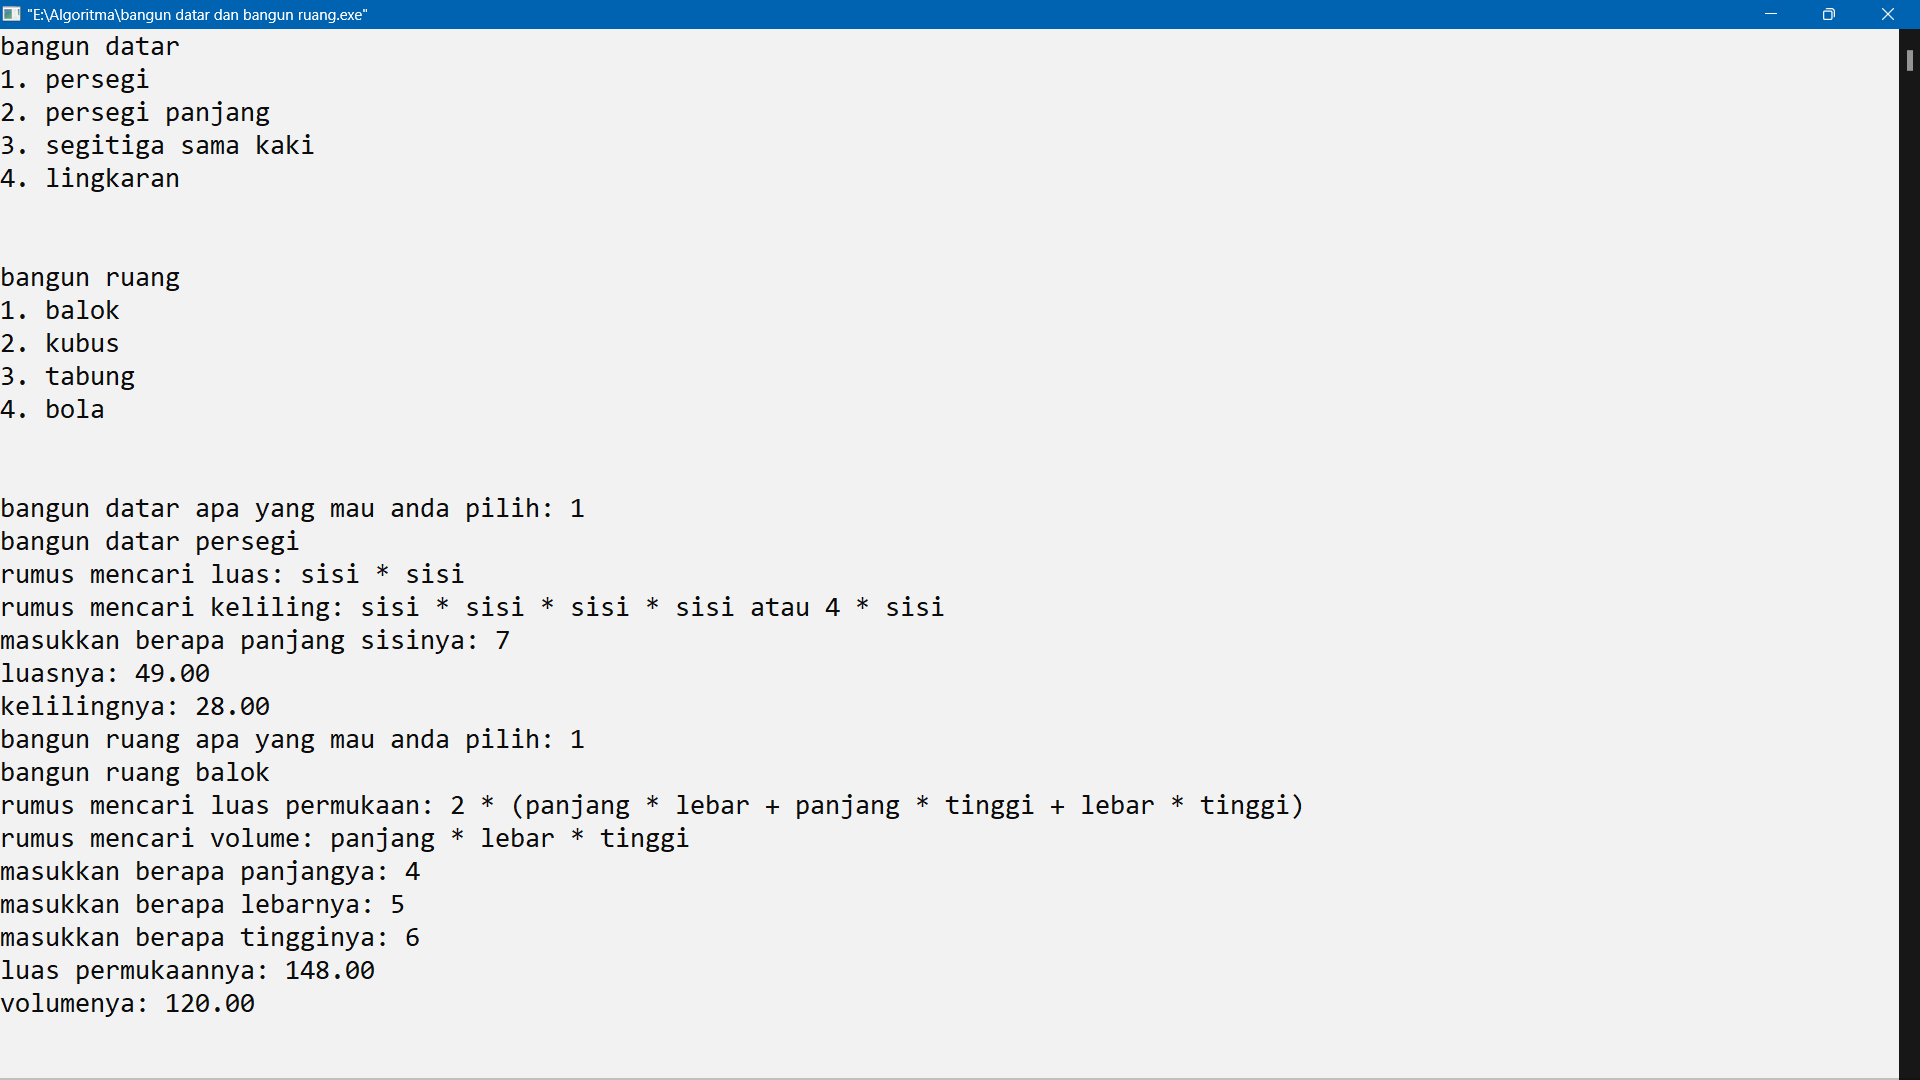 "E:\Algoritma\bangun datar dan bangun ruang.exe"
bangun datar
1. persegi
2. persegi panjang
3. segitiga sama kaki
4. lingkaran
bangun ruang
1. balok
2. kubus
3. tabung
4. bola
bangun datar apa yang mau anda pilih: 1
bangun datar persegi
rumus mencari luas: sisi * sisi
rumus mencari keliling: sisi * sisi * sisi * sisi atau 4 * sisi
masukkan berapa panjang sisinya: 7
luasnya: 49.00
kelilingnya: 28.00
bangun ruang apa yang mau anda pilih: 1
bangun ruang balok
rumus mencari luas permukaan: 2 * (panjang * lebar + panjang * tinggi + lebar * tinggi)
rumus mencari volume: panjang * lebar * tinggi
masukkan berapa panjangya: 4
masukkan berapa lebarnya: 5
masukkan berapa tingginya: 6
luas permukaannya: 148.00
volumenya: 120.00